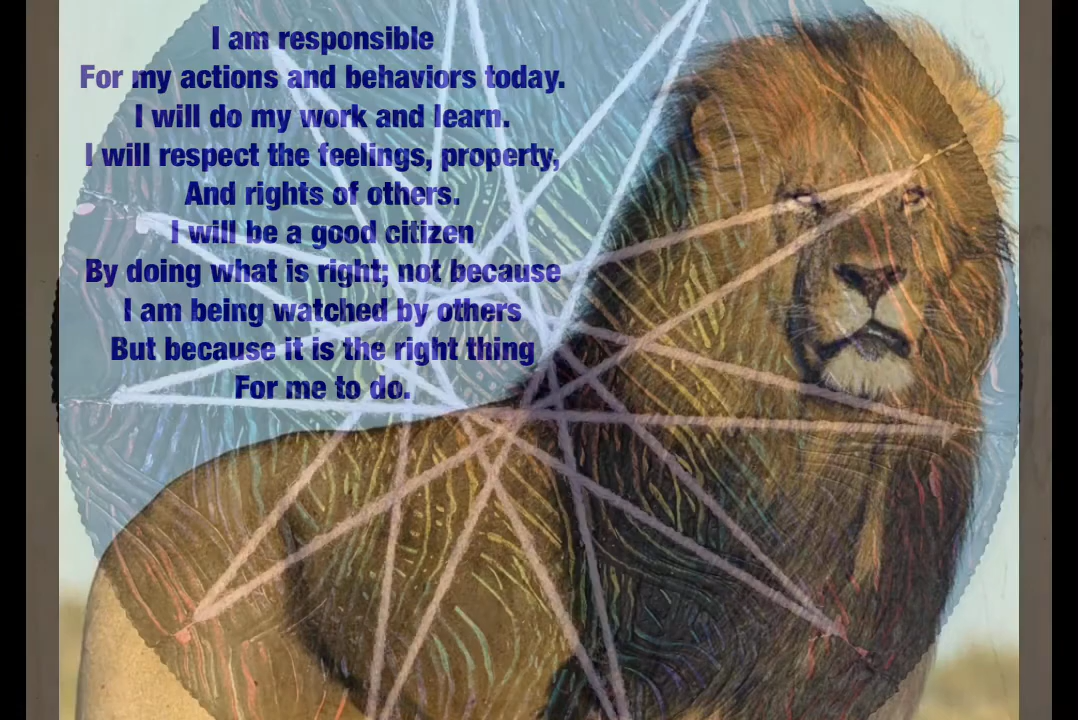 I am responsible
For my actions and behaviors today.
I will do my work and learn.
I will respect the feelings, property,
And rights of others.
I will be a good citizen
By doing what is right; not because
I am being watched by others
But because it is the right thing
For me to do.